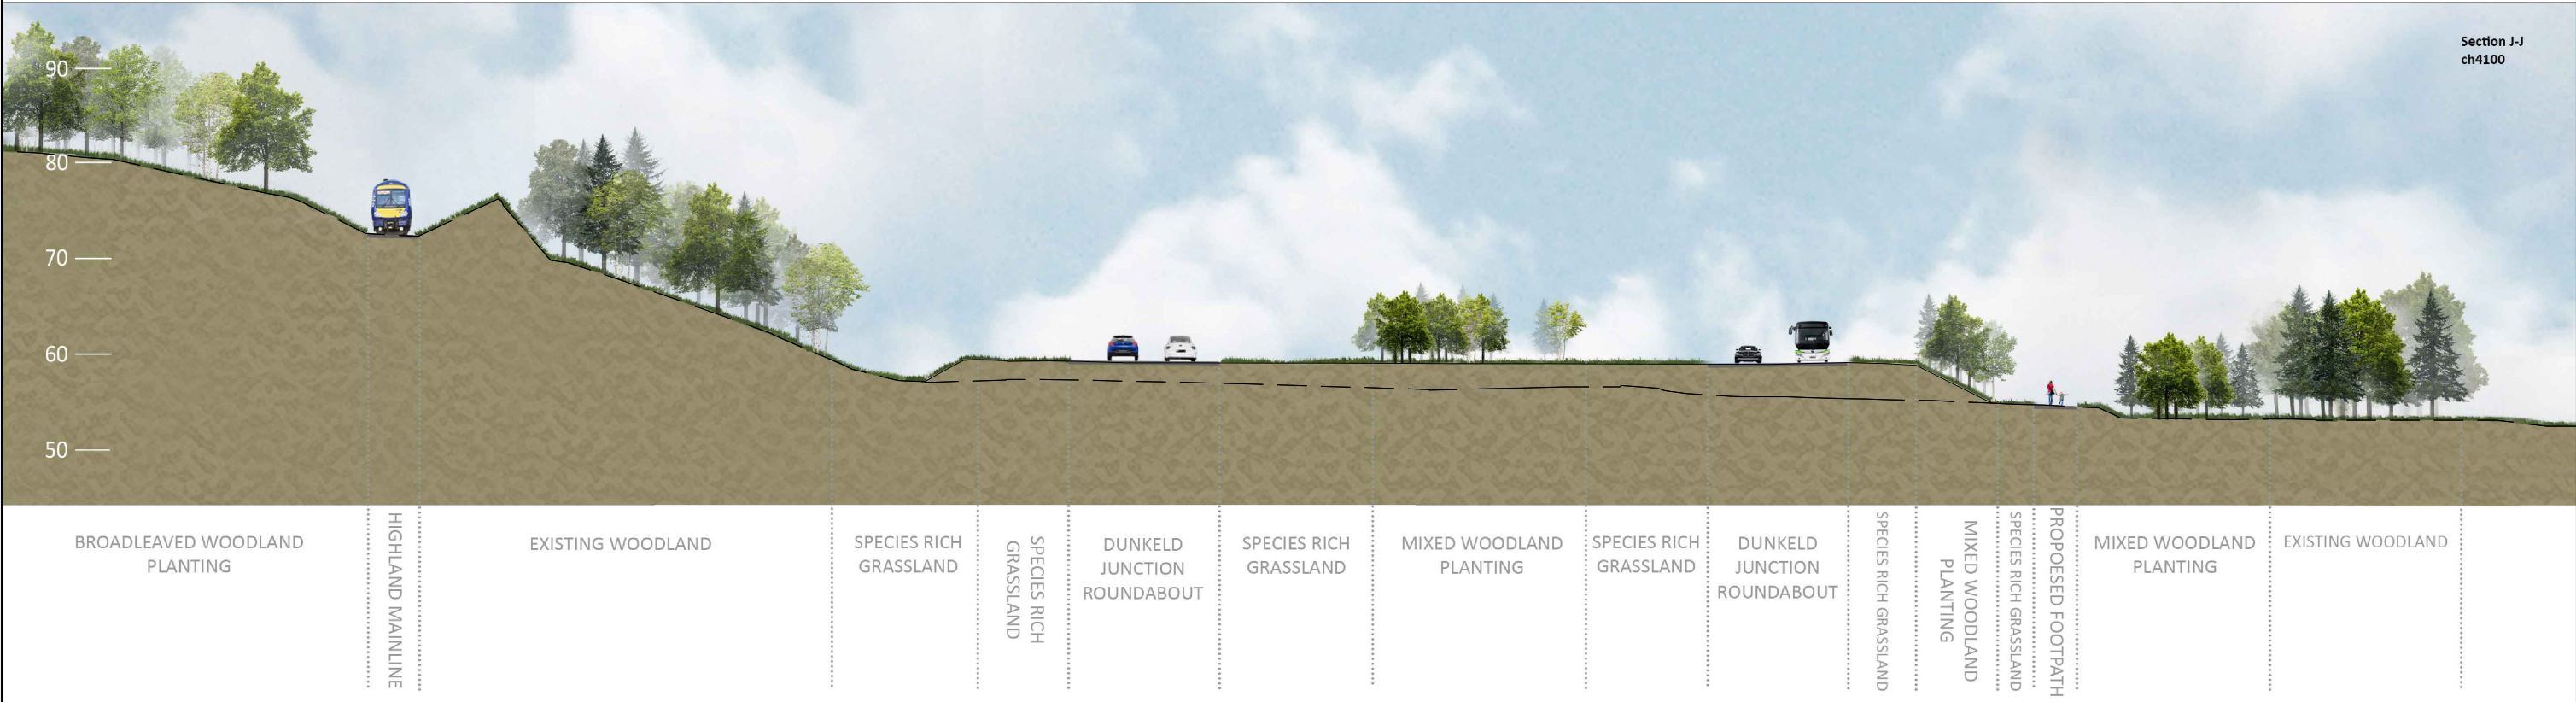 Section J-J
ch4100
90
80
70
60
50
BROADLEAVED WOODLAND
PLANTING
HIGHLAND MAINLINE
EXISTING WOODLAND
SPECIES RICH
GRASSLAND
SPECIES RICH
GRASSLAND
DUNKELD
JUNCTION
ROUNDABOUT
SPECIES RICH
GRASSLAND
MIXED WOODLAND
PLANTING
SPECIES RICH
GRASSLAND
DUNKELD
JUNCTION
ROUNDABOUT
SPECIES RICH GRASSLAND
MIXED WOODLAND
PLANTING
SPECIES RICH GRASSLAND
PROPOESED FOOTPATH
MIXED WOODLAND
PLANTING
EXISTING WOODLAND